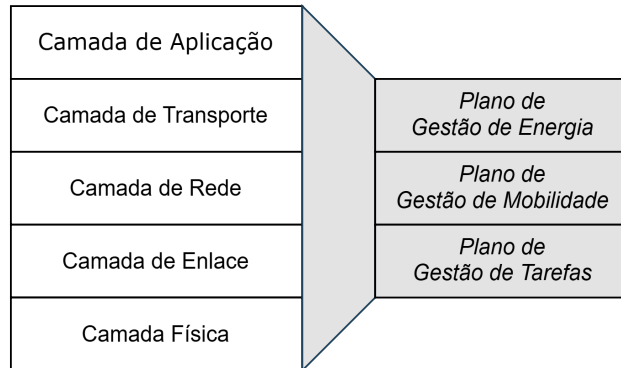 Camada de Aplicação
Camada de Transporte
Camada de Rede
Camada de Enlace
Camada Física
Plano de
Gestão de Energia
Plano de
Gestão de Mobilidade
Plano de
Gestão de Tarefas